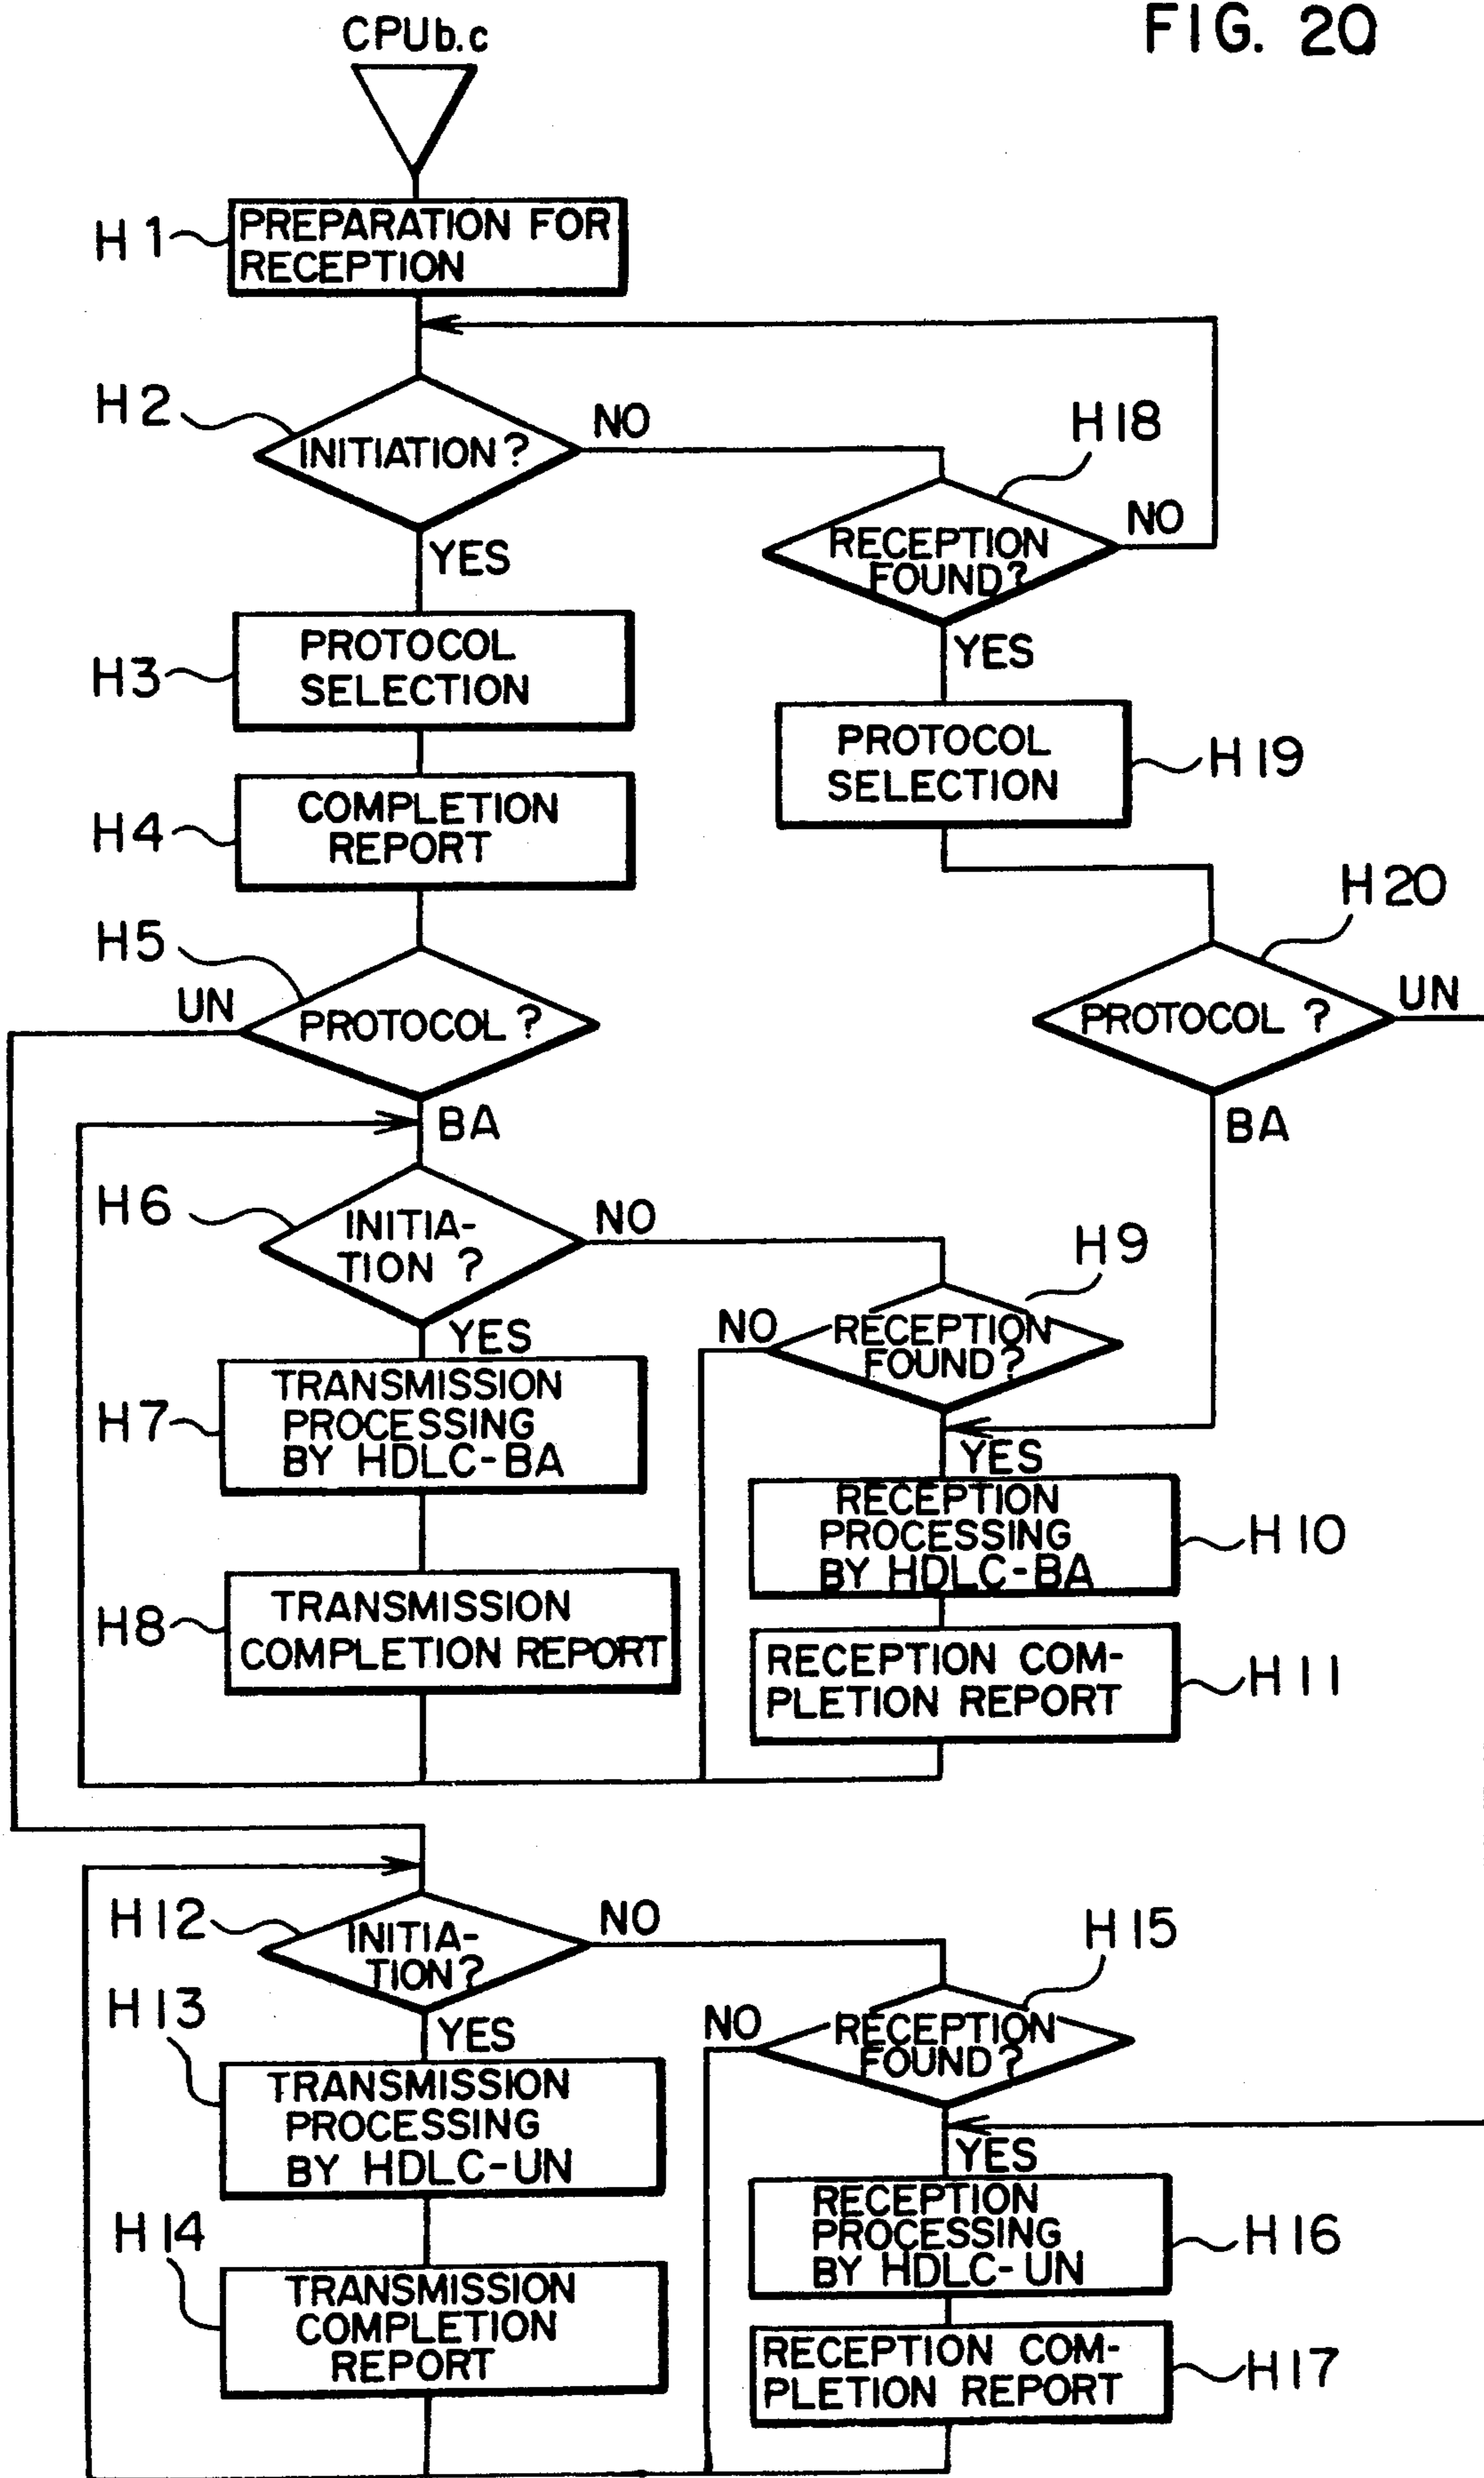 FIG. 20
CPUb.c
H1
PREPARATION FOR
RECEPTION
H2
INITIATION?
NO
YES
H18
RECEPTION
FOUND?
NO
YES
H3
PROTOCOL
SELECTION
PROTOCOL
SELECTION
H19
H4
COMPLETION
REPORT
H20
H5
UN
PROTOCOL?
BA
PROTOCOL ?
UN
BA
H6
INITIA-
TION ?
NO
YES
H9
NO
RECEPTION
FOUND?
YES
H7
TRANSMISSION
PROCESSING
BY HDLC-BA
RECEPTION
PROCESSING
BY HDLC-BA
H10
H8
TRANSMISSION
COMPLETION REPORT
RECEPTION COM-
PLETION REPORT
H11
H12
INITIA-
TION?
NO
YES
H15
NO
RECEPTION
FOUND?
YES
H13
TRANSMISSION
PROCESSING
BY HDLC-UN
RECEPTION
PROCESSING
BY HDLC-UN
H16
H14
TRANSMISSION
COMPLETION
REPORT
RECEPTION COM-
PLETION REPORT
H17